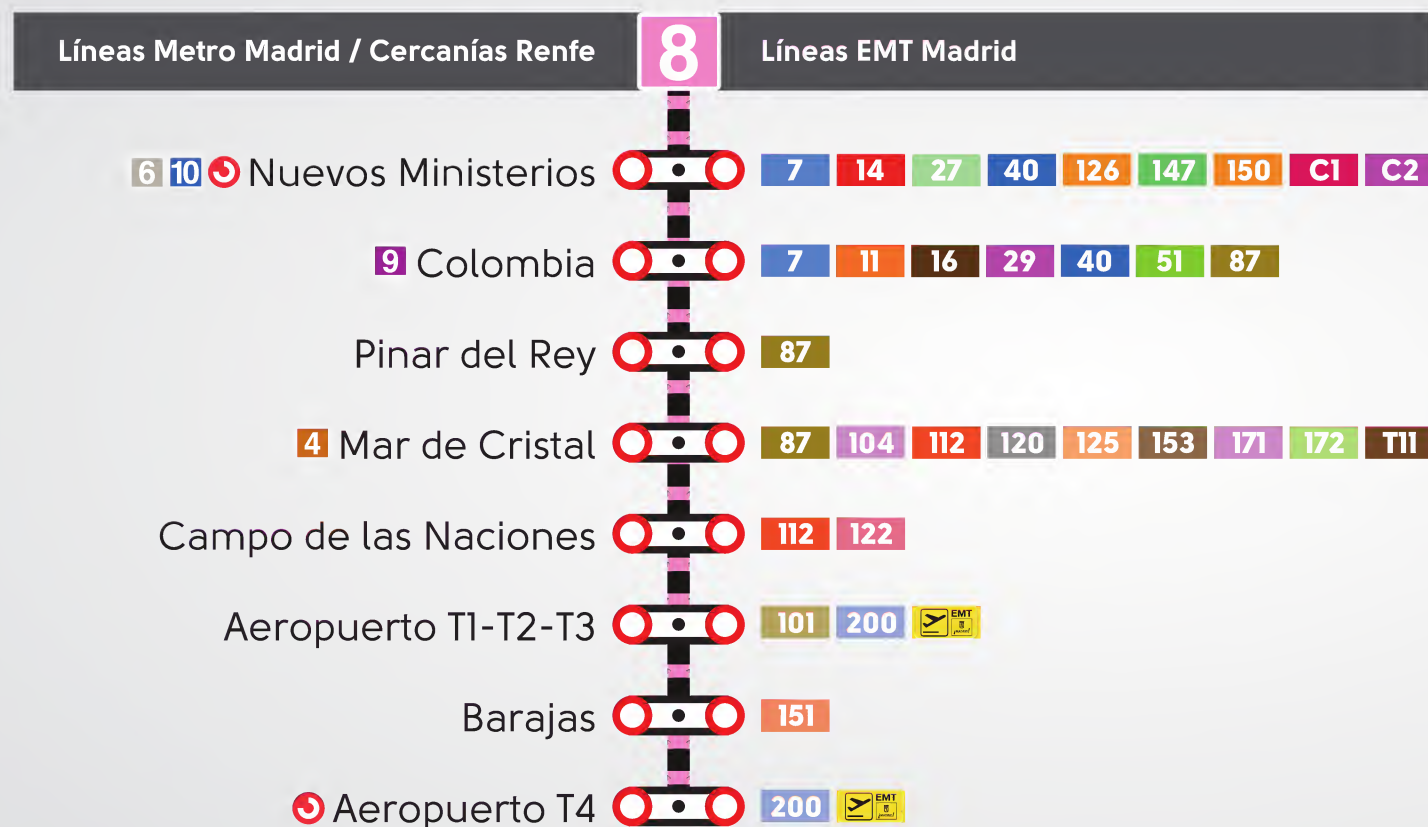 Líneas Metro Madrid / Cercanías Renfe 8 Líneas EMT Madrid
6 10 Nuevos Ministerios 7 14 27 40 126 147 150 C1 C2
9 Colombia 7 11 16 29 40 51 87
Pinar del Rey 87
4 Mar de Cristal 87 104 112 120 125 153 171 172 T11
Campo de las Naciones 112 122
Aeropuerto T1-T2-T3 101 200 EMT
Barajas 151
Aeropuerto T4 200 EMT